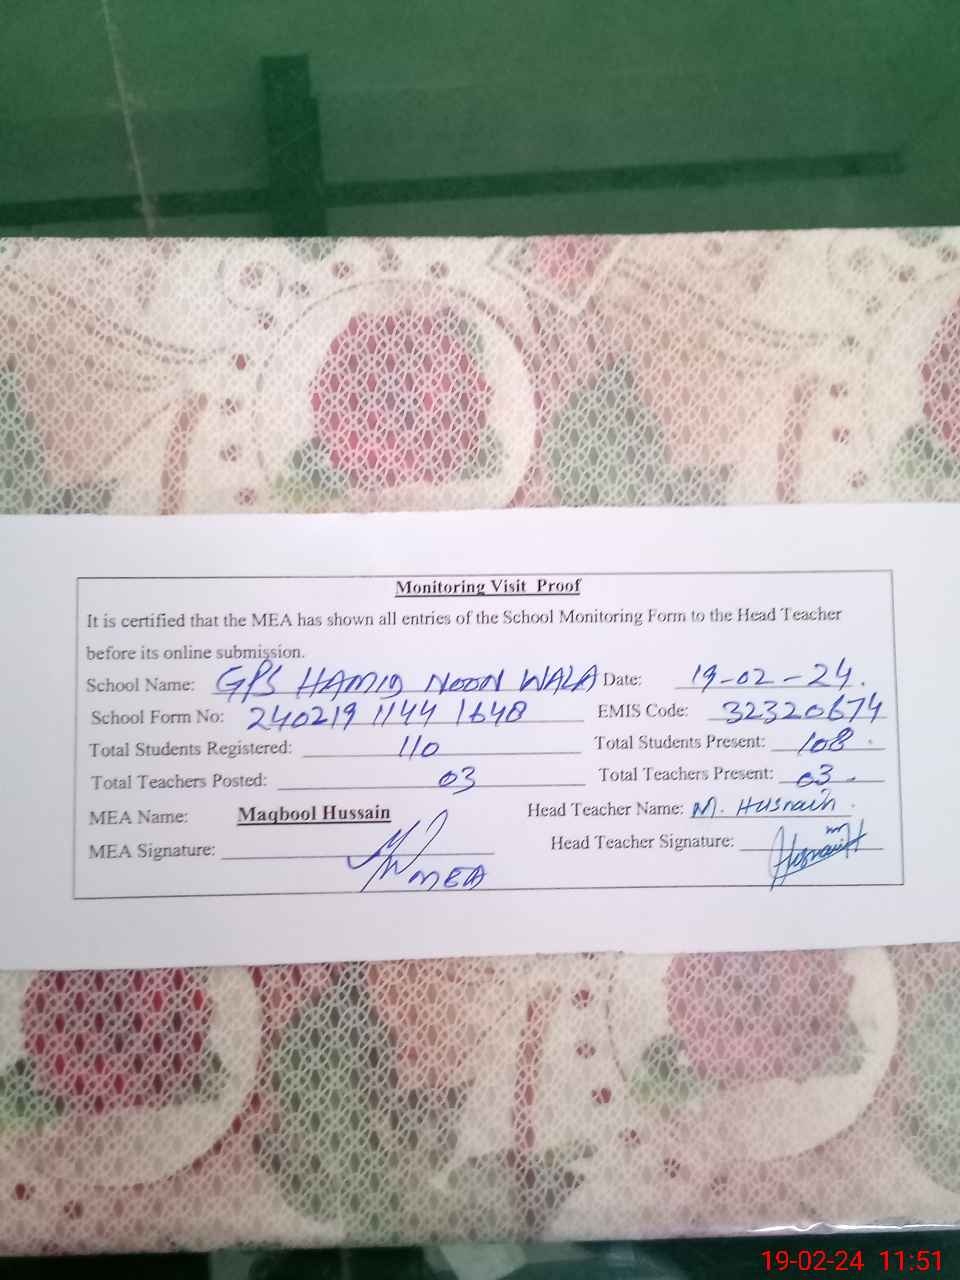 Monitoring Visit Proof
It is certified that the MEA has shown all entries of the School Monitoring Form to the Head Teacher
before its online submission.
School Name: GPS HAMID NOON WALA Date: 19-02-24.
School Form No: 240219 1144 1648 EMIS Code: 32320674
Total Students Registered: 110 Total Students Present: 108.
Total Teachers Posted: 03 Total Teachers Present: 03.
MEA Name: Maqbool Hussain Head Teacher Name: M. Husnain.
MEA Signature: MEA Head Teacher Signature: Husnain
19-02-24 11:51